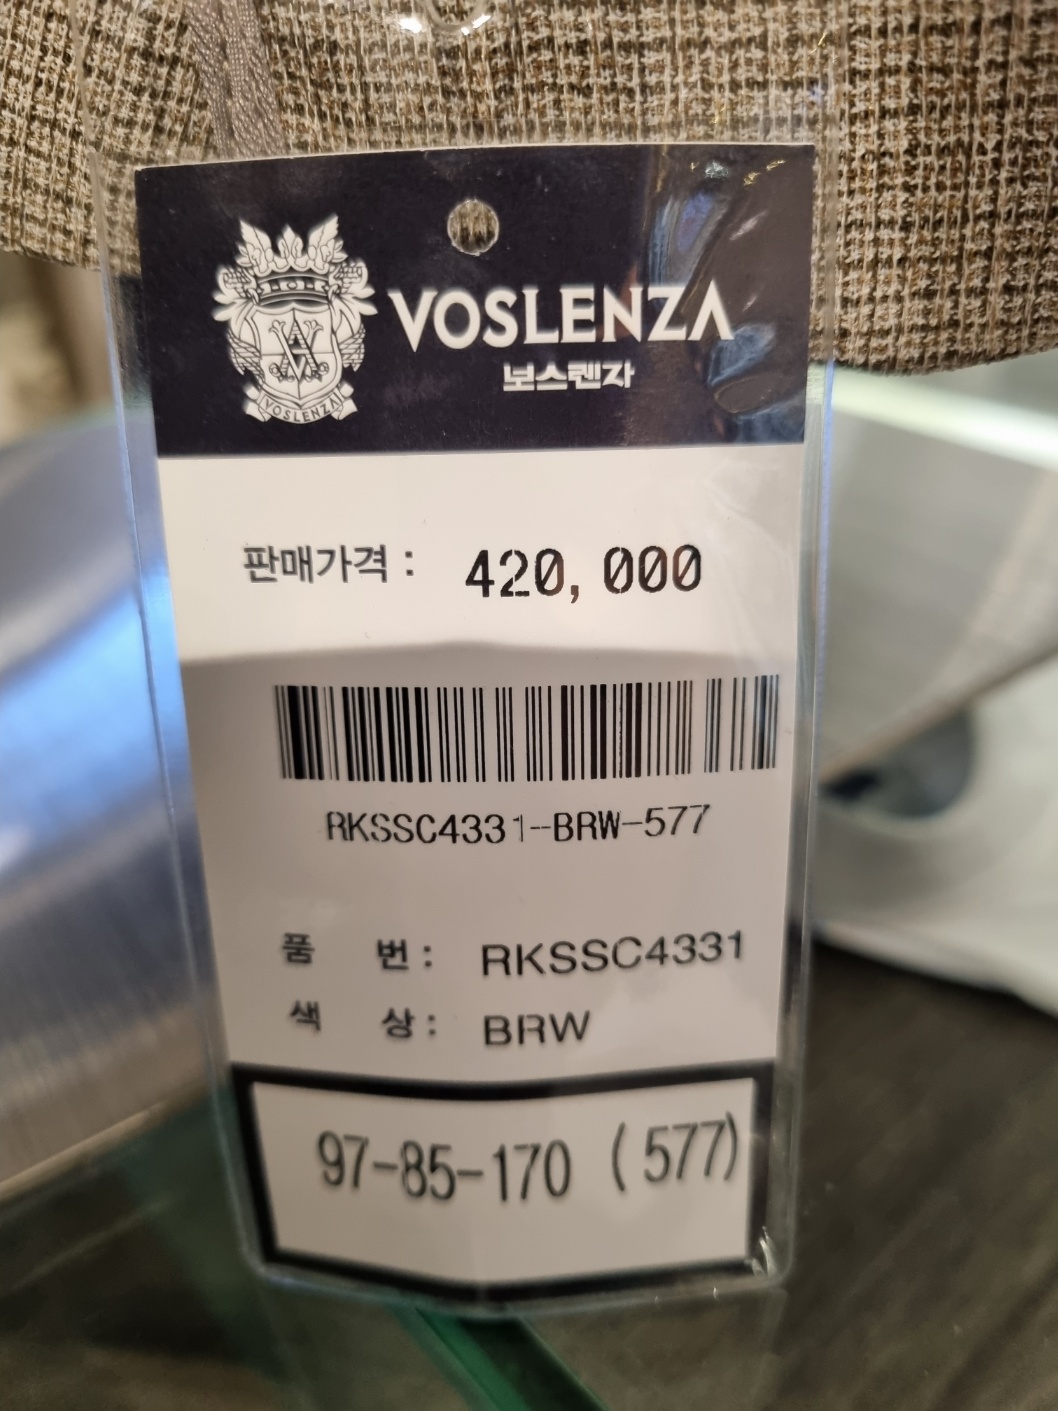 VOSLENZA
보스렌자
VOSLENZA
판매가격 : 420,000
RKSSC4331-BRW-577
품 번 : RKSSC4331
색 상 : BRW
97-85-170 (577)